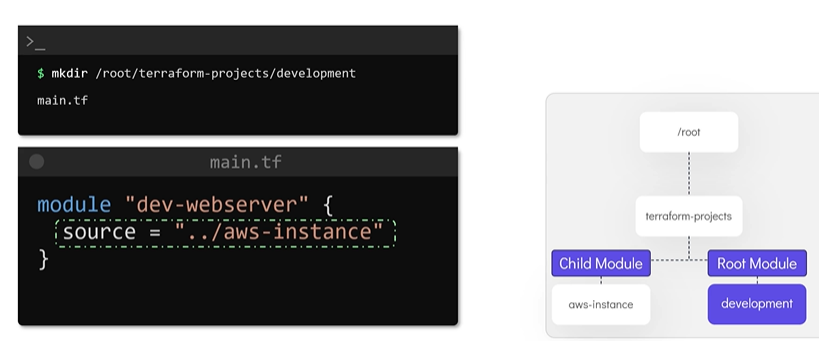 >_
$ mkdir /root/terraform-projects/development
main.tf
main.tf
module "dev-webserver" {
source = "../aws-instance"
}
/root
terraform-projects
Child Module
Root Module
aws-instance
development